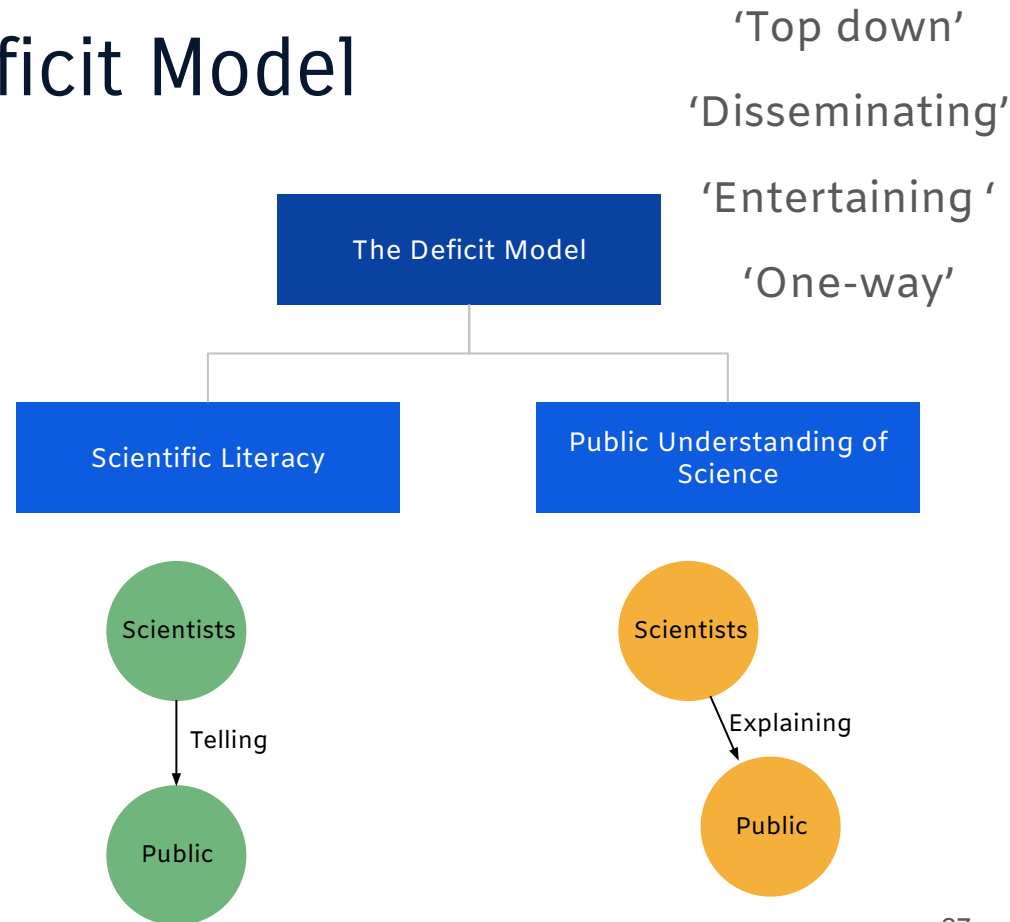 ficit Model
‘Top down’
‘Disseminating’
‘Entertaining ‘
‘One-way’
The Deficit Model
Scientific Literacy
Public Understanding of
Science
Scientists
Telling
Public
Scientists
Explaining
Public